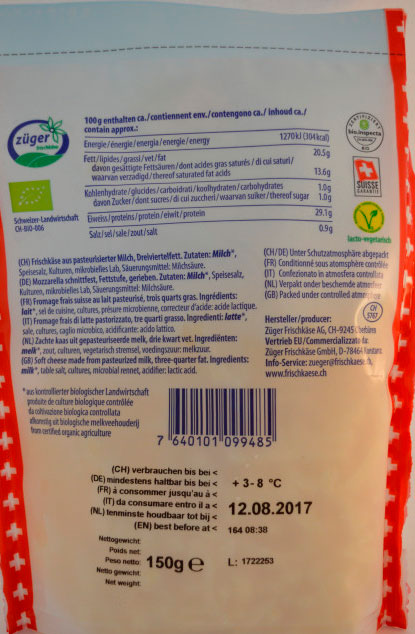 züger
frischkäse
100g enthalten ca./contiennent env./contengono ca./ inhoud ca./
contain approx.:
Energie/énergie/energia/energie/energy 1270kJ (304kcal)
Fett/lipides/grassi/vet/fat 20.5g
davon gesättigte Fettsäuren/dont acides gras saturés/di cui saturi/
waarvan verzadigd/thereof saturated fat acids 13.6g
Kohlenhydrate/glucides/carboidrati/koolhydraten/carbohydrates 1.0g
davon Zucker/dont sucres/di cui zuccheri/waarvan suiker/thereof sugar 1.0g
Eiweiss/proteins/protein/eiwit/protein 29.1g
Salz/sel/sale/zout/salt 0.9g
bio.inspecta
SUISSE
GARANTIE
lacto-vegetarisch
Schweizer-Landwirtschaft
CH-BIO-006
(CH) Frischkäse aus pasteurisierter Milch, Dreiviertelfett. Zutaten: Milch*,
Speisesalz, Kulturen, mikrobielles Lab, Säuerungsmittel: Milchsäure.
(DE) Mozzarella schnittfest, Fettstufe, gerieben. Zutaten: Milch*, Speisesalz,
Kulturen, mikrobielles Lab, Säuerungsmittel: Milchsäure.
(FR) Fromage frais suisse au lait pasteurisé, trois quarts gras. Ingrédients:
lait*, sel de cuisine, cultures, présure microbienne, correcteur d'acide: acide lactique.
(IT) Fromaggio frais di latte pastorizzato, tre quarti grasso. Ingredienti: latte*,
sale, cultures, caglio microbico, acidificante: acido lattico.
(NL) Zachte kaas uit gepasteuriseerde melk, drie kwart vet. Ingrediënten:
melk*, zout, culturen, vegetarisch stremsel, voedingszuur: melkzuur.
(GB) Soft cheese made from pasteurized milk, three-quarter fat. Ingredients:
milk*, table salt, cultures, microbial rennet, acidifier: lactic acid.
(CH/DE) Unter Schutzatmosphäre abgepackt
(FR) Conditionné sous atmosphère contrôlée
(IT) Confezionato in atmosfera controllata
(NL) Verpakt onder beschermende atmosfeer
(GB) Packed under controlled atmosphere
CH
5767
Hersteller/producer:
Züger Frischkäse AG, CH-9245 Oberbüren
Vertrieb EU/Commercializzato da:
Züger Frischkäse GmbH, D-78464 Konstanz
Info-Service: zueger@frischkaese.ch
www.frischkaese.ch
*aus kontrollierter biologischer Landwirtschaft
produits de culture biologique contrôlée
da coltivazione biologica controllata
afkomstig uit biologische melkveehouderij
from certified organic agriculture
7 640101 099485
(CH) verbrauchen bis bei <
(DE) mindestens haltbar bis bei <
(FR) à consommer jusqu'au à <
(IT) da consumare entro il a <
(NL) tenminste houdbaar tot bij <
(EN) best before at <
+ 3-8 °C
12.08.2017
164 08:38
Nettogewicht:
Poids net:
Peso netto:
Netto gewicht:
Net weight:
150g e
L: 1722253